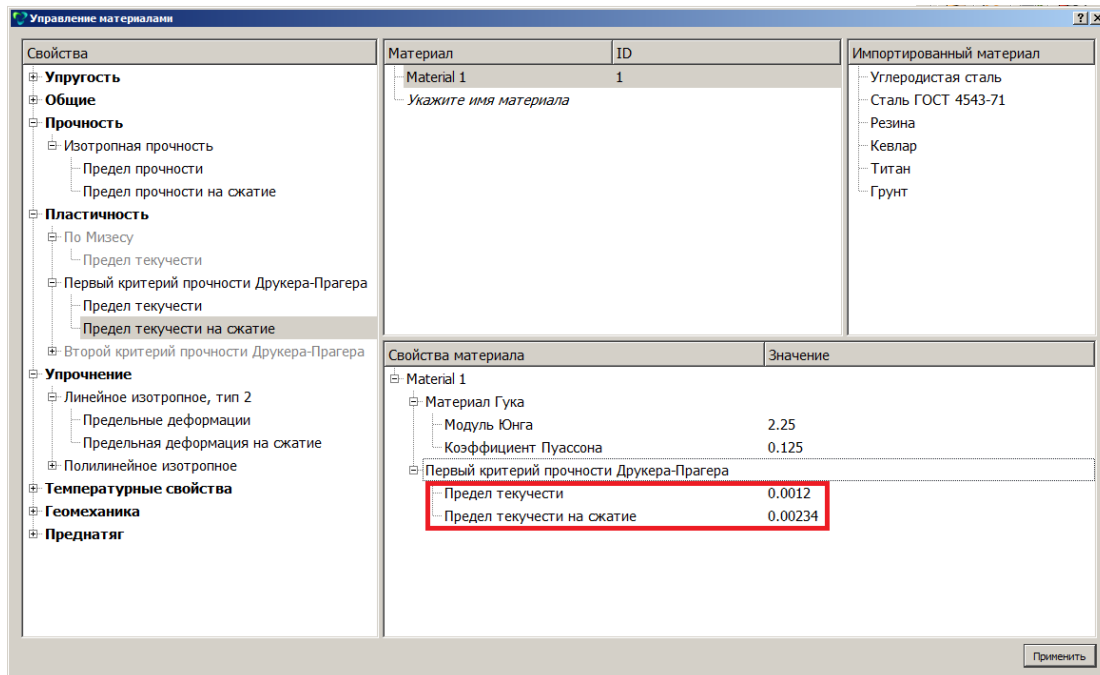 Управление материалами
Свойства
Упругость
Общие
Прочность
Изотропная прочность
Предел прочности
Предел прочности на сжатие
Пластичность
По Мизесу
Предел текучести
Первый критерий прочности Друкера-Прагера
Предел текучести
Предел текучести на сжатие
Второй критерий прочности Друкера-Прагера
Упрочнение
Линейное изотропное, тип 2
Предельные деформации
Предельная деформация на сжатие
Полилинейное изотропное
Температурные свойства
Геомеханика
Преднатяг
Материал ID
Material 1 1
Укажите имя материала
Импортированный материал
Углеродистая сталь
Сталь ГОСТ 4543-71
Резина
Кевлар
Титан
Грунт
Свойства материала Значение
Material 1
Материал Гука
Модуль Юнга 2.25
Коэффициент Пуассона 0.125
Первый критерий прочности Друкера-Прагера
Предел текучести 0.0012
Предел текучести на сжатие 0.00234
Применить